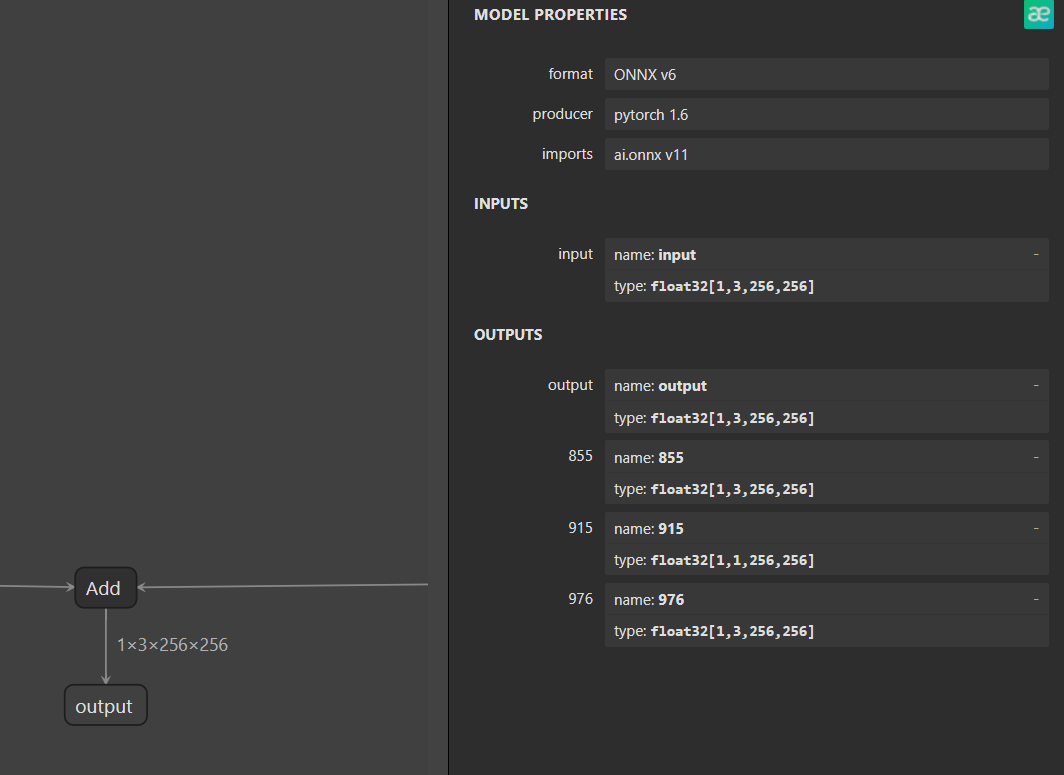 MODEL PROPERTIES
æ
format ONNX v6
producer pytorch 1.6
imports ai.onnx v11
INPUTS
input name: input -
type: float32[1,3,256,256]
OUTPUTS
output name: output -
type: float32[1,3,256,256]
855 name: 855 -
type: float32[1,3,256,256]
915 name: 915 -
type: float32[1,1,256,256]
976 name: 976 -
type: float32[1,3,256,256]
Add
1×3×256×256
output